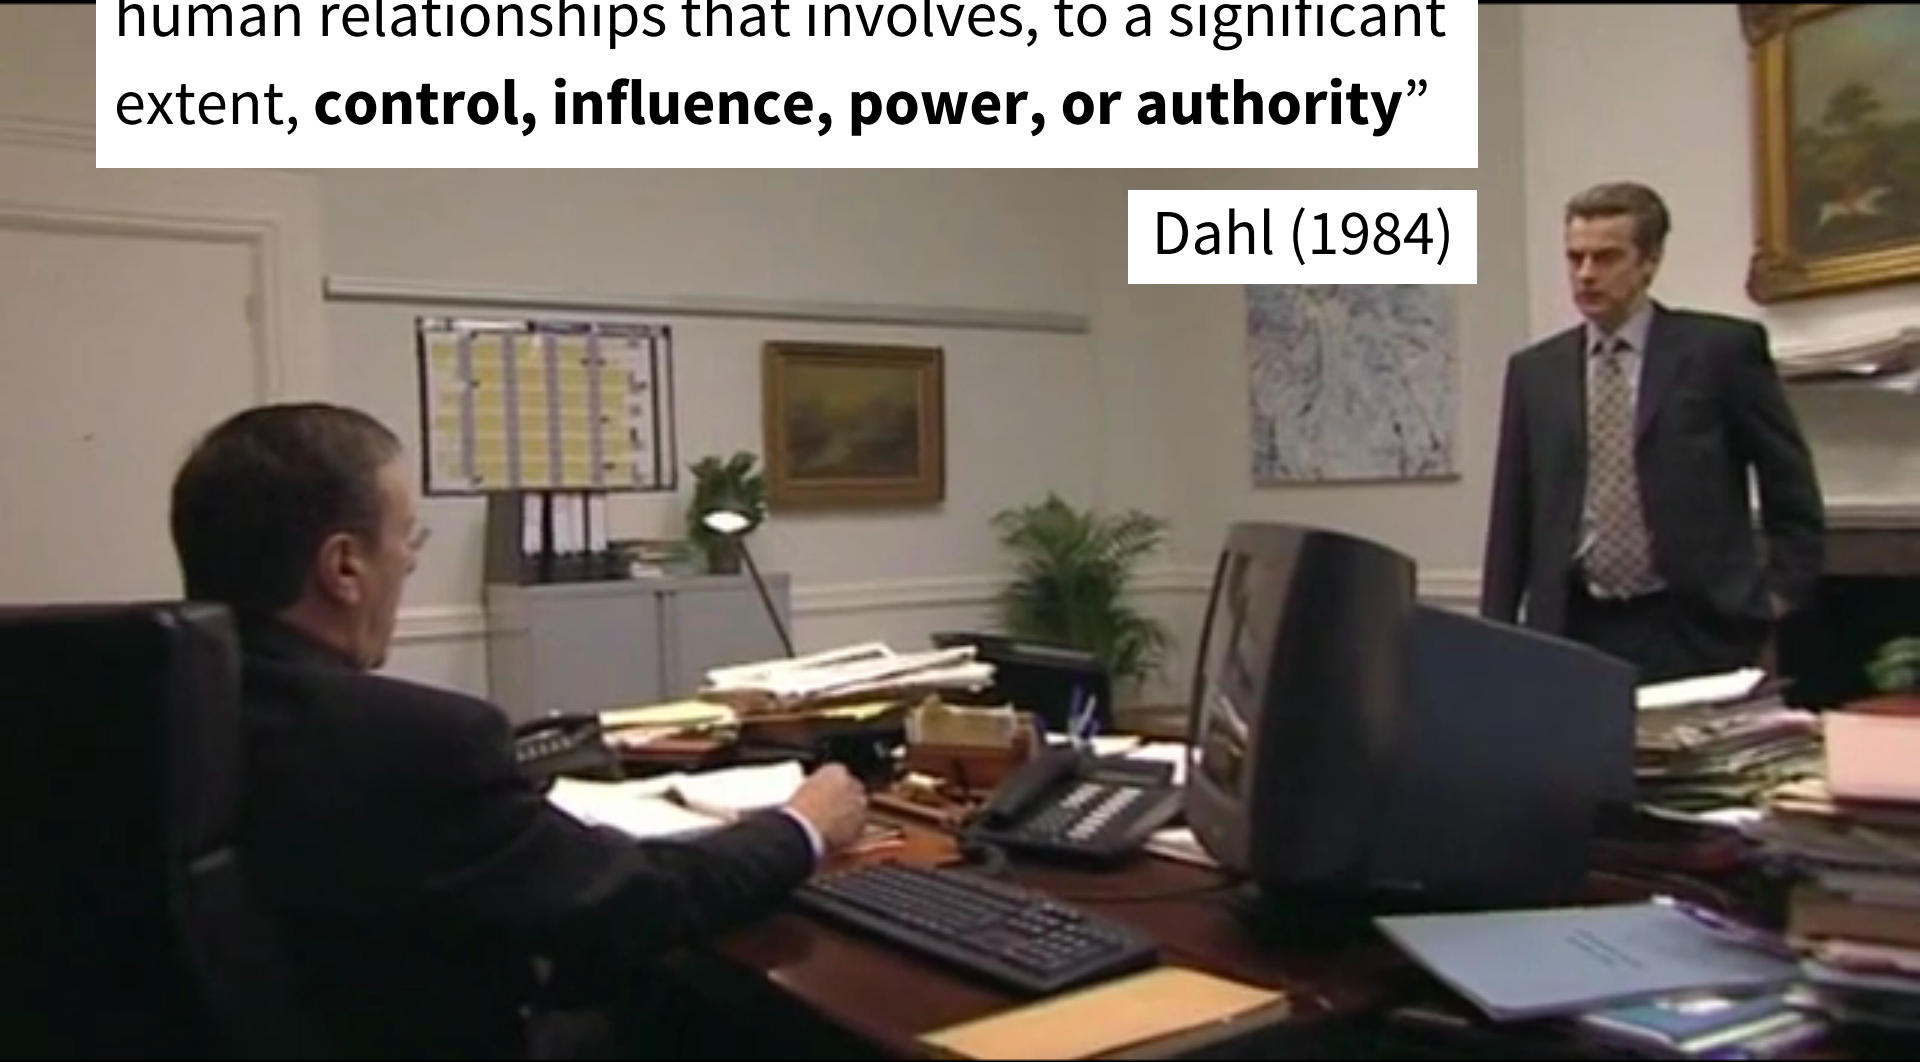 human relationships that involves, to a significant
extent, control, influence, power, or authority”
Dahl (1984)